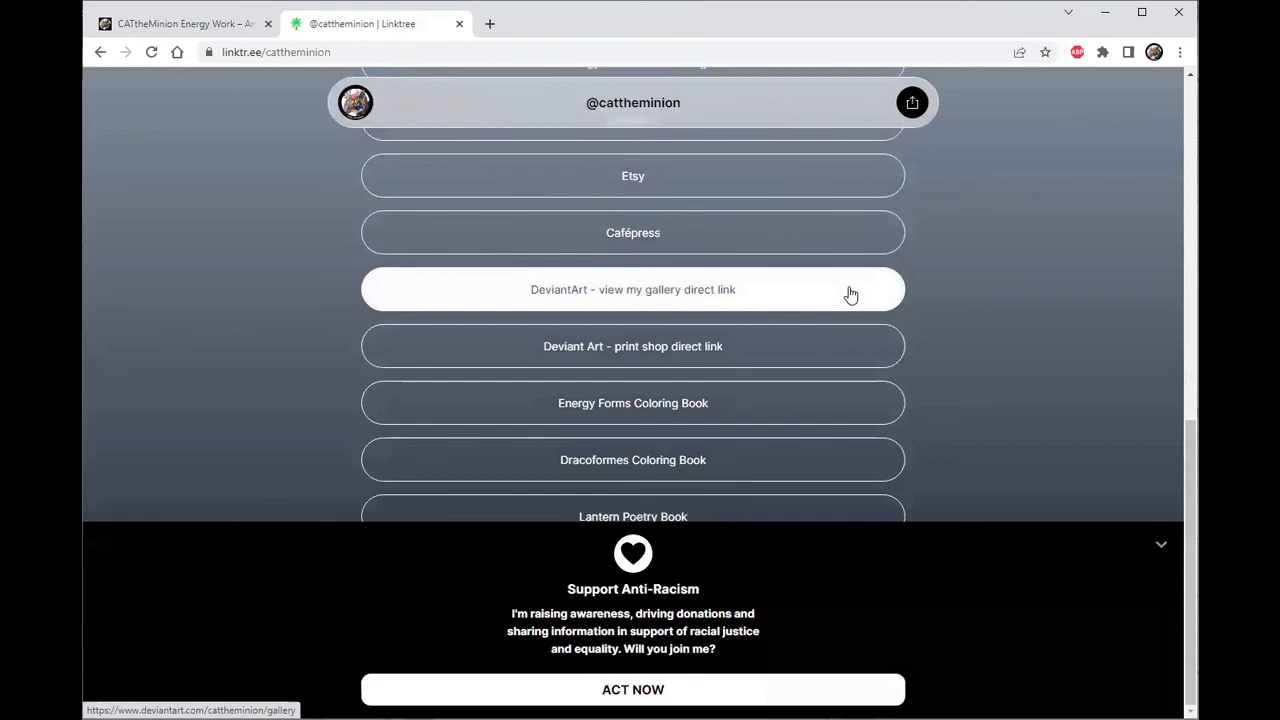 CATtheMinion Energy Work – Ar
@cattheminion | Linktree
linktr.ee/cattheminion
ABP
@cattheminion
Etsy
Cafépress
DeviantArt - view my gallery direct link
Deviant Art - print shop direct link
Energy Forms Coloring Book
Dracoformes Coloring Book
Lantern Poetry Book
Support Anti-Racism
I'm raising awareness, driving donations and
sharing information in support of racial justice
and equality. Will you join me?
ACT NOW
https://www.deviantart.com/cattheminion/gallery